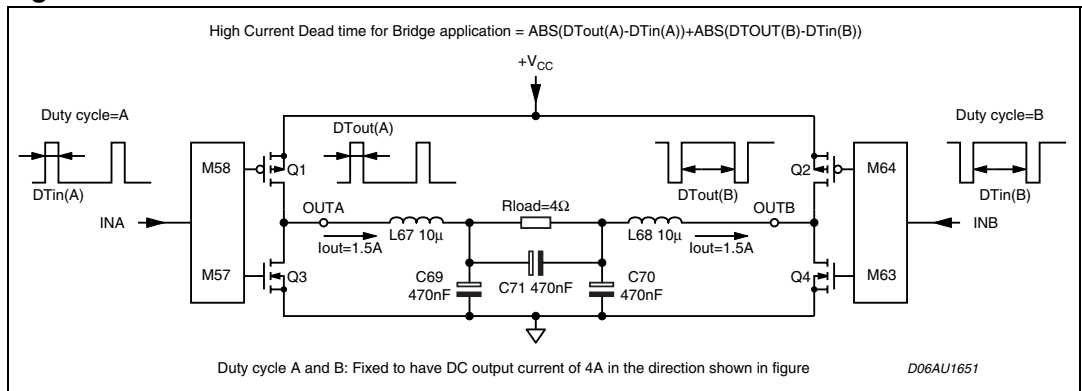 High Current Dead time for Bridge application = ABS(DTout(A)-DTin(A))+ABS(DTOUT(B)-DTin(B))
+VCC
Duty cycle=A
DTin(A)
INA
M58
M57
Q1
Q3
DTout(A)
OUTA
Iout=1.5A
L67 10µ
Rload=4Ω
C69
470nF
C71 470nF
C70
470nF
L68 10µ
DTout(B)
OUTB
Iout=1.5A
Q2
Q4
M64
M63
Duty cycle=B
DTin(B)
INB
Duty cycle A and B: Fixed to have DC output current of 4A in the direction shown in figure
D06AU1651